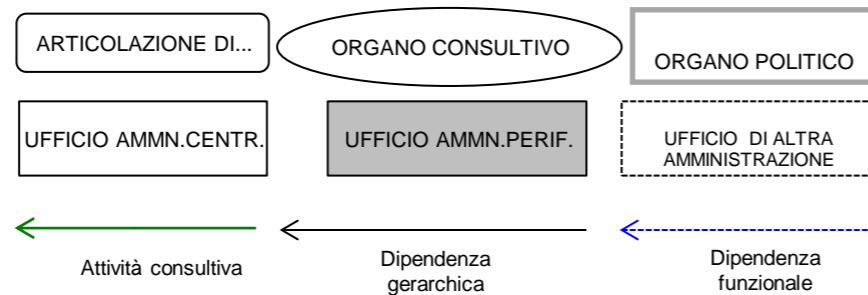 ARTICOLAZIONE DI...
ORGANO CONSULTIVO
ORGANO POLITICO
UFFICIO AMMN.CENTR.
UFFICIO AMMN.PERIF.
UFFICIO DI ALTRA
AMMINISTRAZIONE
Attività consultiva
Dipendenza
gerarchica
Dipendenza
funzionale